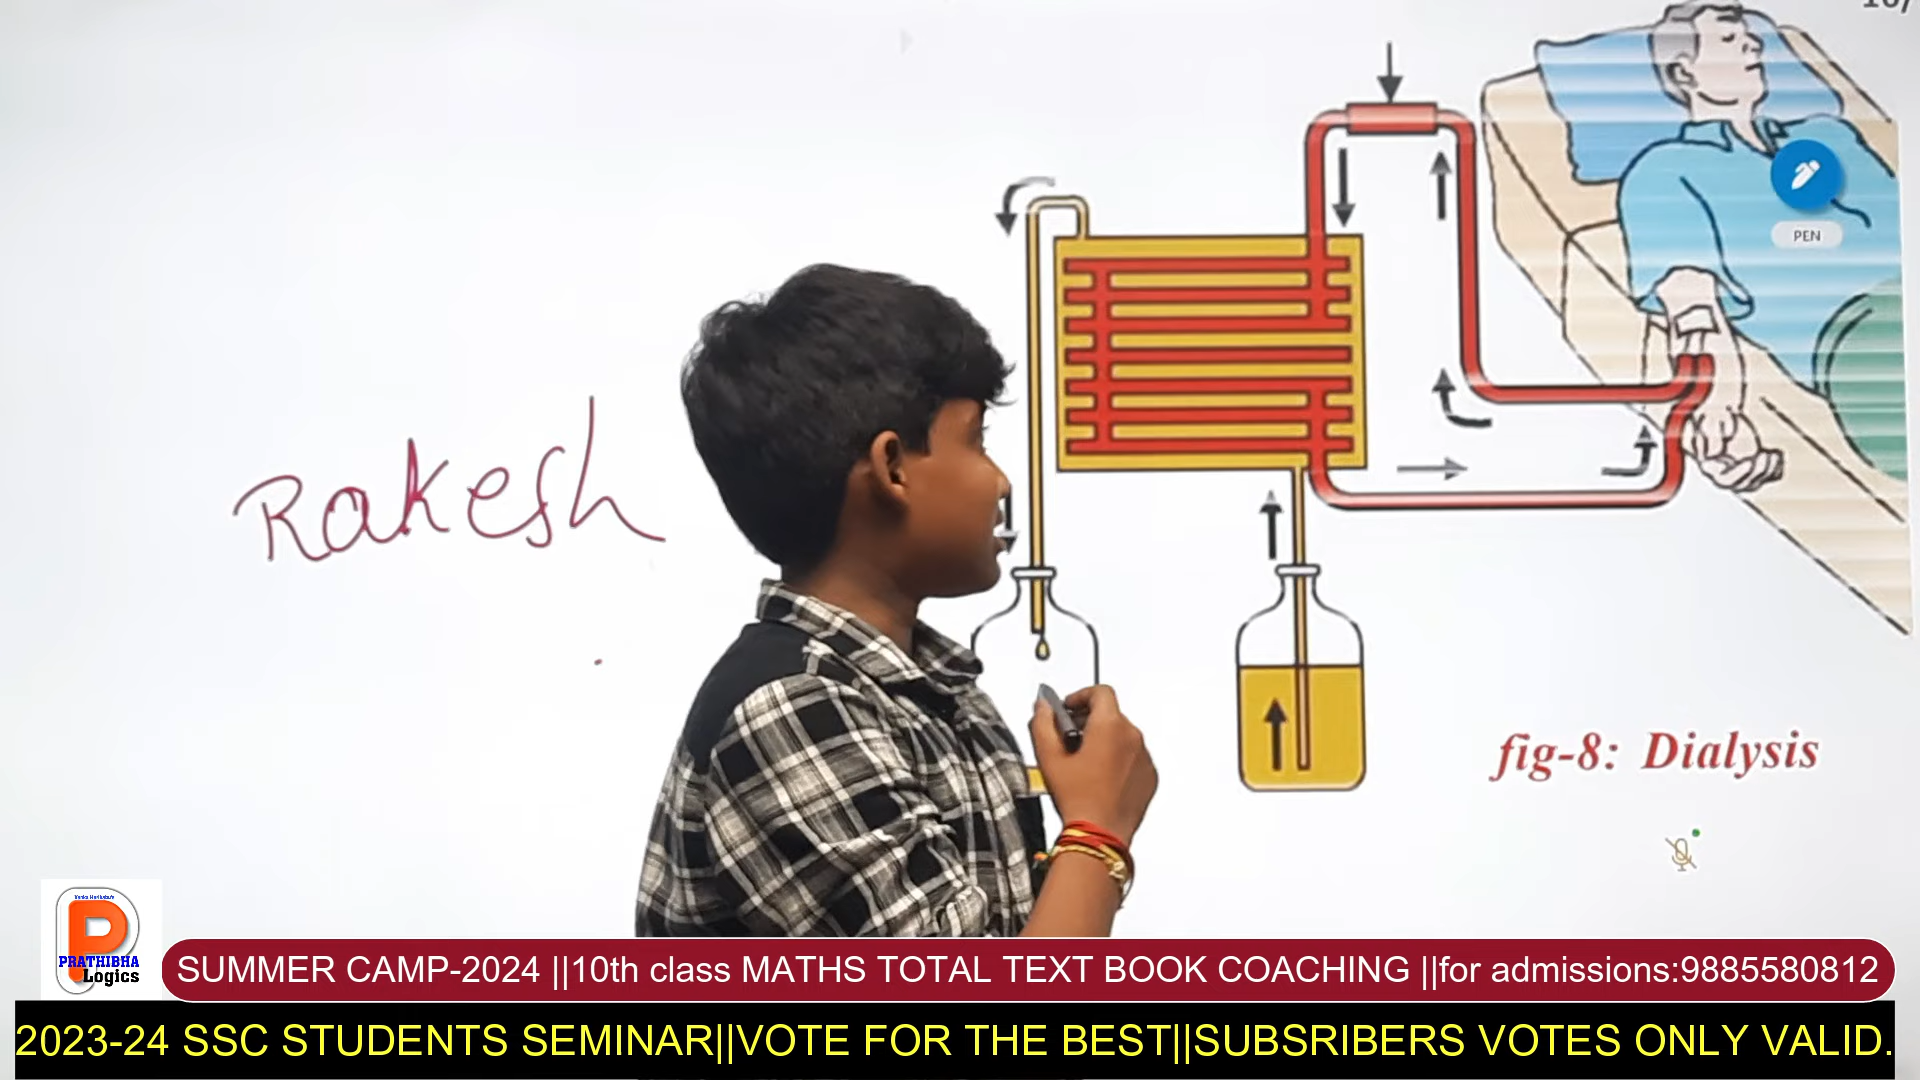 PEN
Rakesh
fig-8: Dialysis
PRATHIBHA
Logics
SUMMER CAMP-2024 ||10th class MATHS TOTAL TEXT BOOK COACHING ||for admissions:9885580812
2023-24 SSC STUDENTS SEMINAR||VOTE FOR THE BEST||SUBSRIBERS VOTES ONLY VALID.